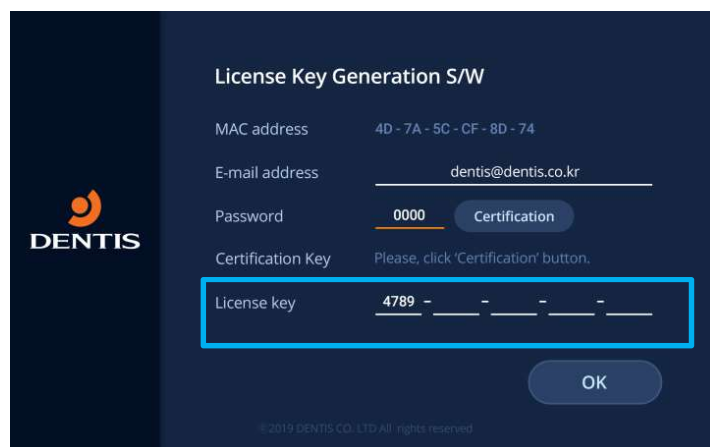 License Key Generation S/W
MAC address 4D - 7A - 5C - CF - 8D - 74
E-mail address dentis@dentis.co.kr
Password 0000 Certification
DENTIS
Certification Key Please, click ‘Certification’ button.
License key 4789 – – – –
OK
©2019 DENTIS CO. LTD All rights reserved